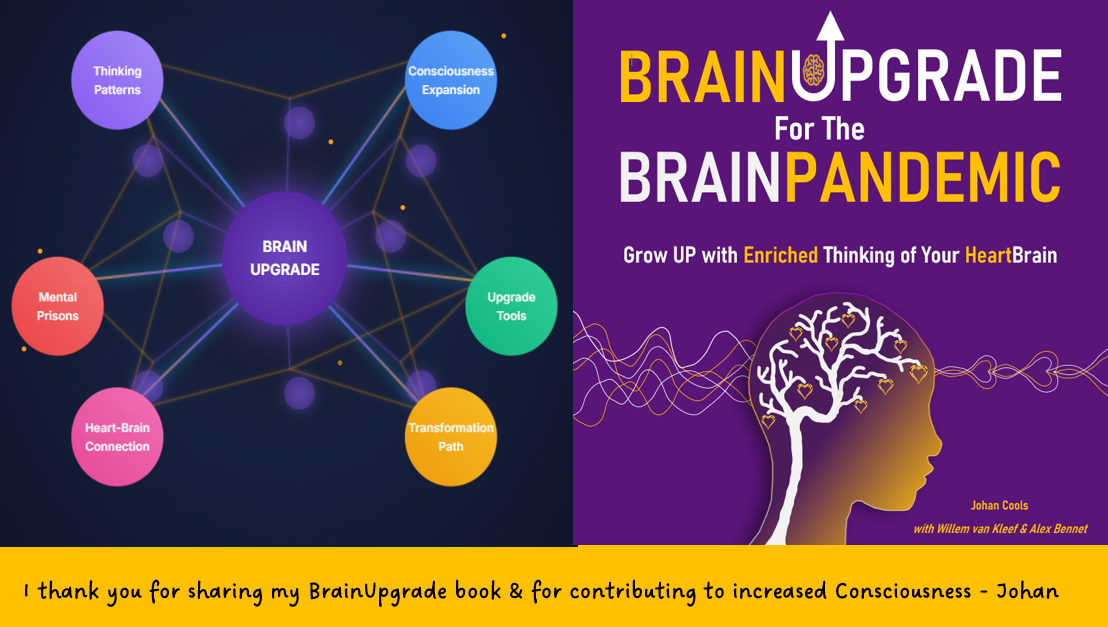 Thinking
Patterns
Consciousness
Expansion
BRAIN
UPGRADE
Mental
Prisons
Upgrade
Tools
Heart-Brain
Connection
Transformation
Path
BRAINUPGRADE
For The
BRAINPANDEMIC
Grow UP with Enriched Thinking of Your HeartBrain
Johan Cools
with Willem van Kleef & Alex Bennet
I thank you for sharing my BrainUpgrade book & for contributing to increased Consciousness - Johan